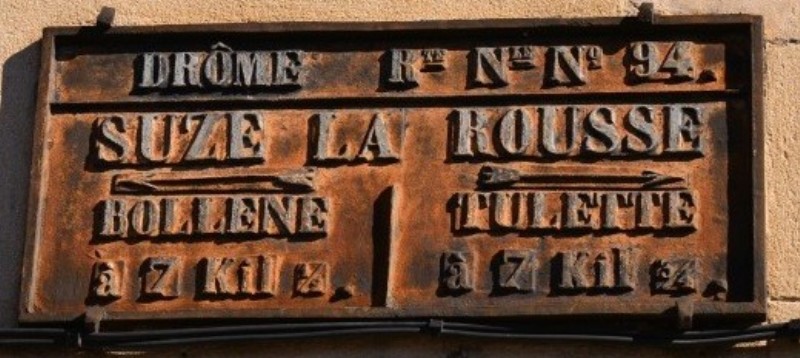 DRÔME Rte Nle No 94.
SUZE LA ROUSSE
BOLLENE TULETTE
à 7 Kil à 7 Kil